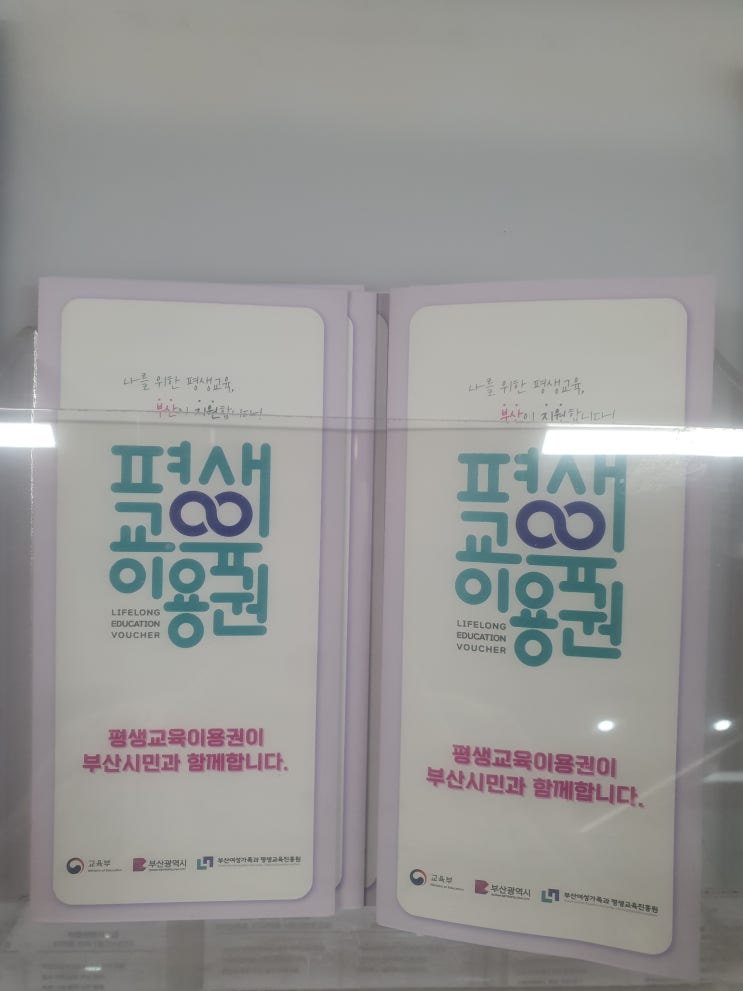 나를 위한 평생교육,
부산이 지원합니다!
평생
교육
이용권
LIFELONG
EDUCATION
VOUCHER
평생교육이용권이
부산시민과 함께합니다.
교육부
Ministry of Education
부산광역시
부산여성가족과 평생교육진흥원
나를 위한 평생교육,
부산이 지원합니다!
평생
교육
이용권
LIFELONG
EDUCATION
VOUCHER
평생교육이용권이
부산시민과 함께합니다.
교육부
Ministry of Education
부산광역시
부산여성가족과 평생교육진흥원